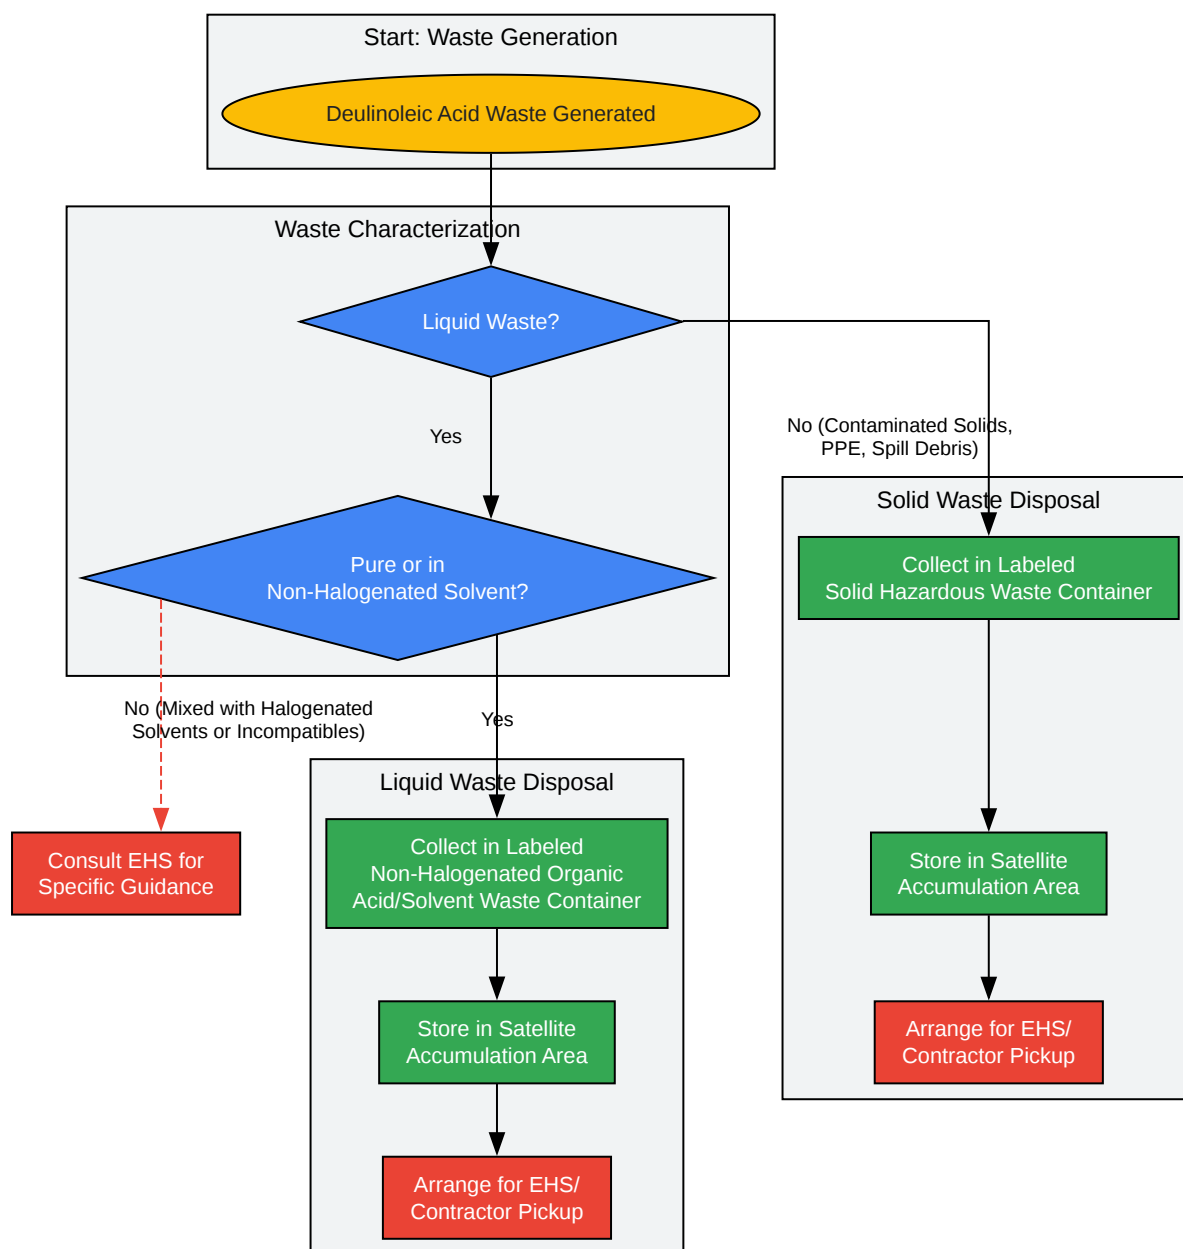 Start: Waste Generation
Deulinoleic Acid Waste Generated
Waste Characterization
Liquid Waste?
Yes
No (Contaminated Solids,
PPE, Spill Debris)
Pure or in
Non-Halogenated Solvent?
Solid Waste Disposal
Collect in Labeled
Solid Hazardous Waste Container
No (Mixed with Halogenated
Solvents or Incompatibles)
Yes
Liquid Waste Disposal
Consult EHS for
Specific Guidance
Collect in Labeled
Non-Halogenated Organic
Acid/Solvent Waste Container
Store in Satellite
Accumulation Area
Store in Satellite
Accumulation Area
Arrange for EHS/
Contractor Pickup
Arrange for EHS/
Contractor Pickup